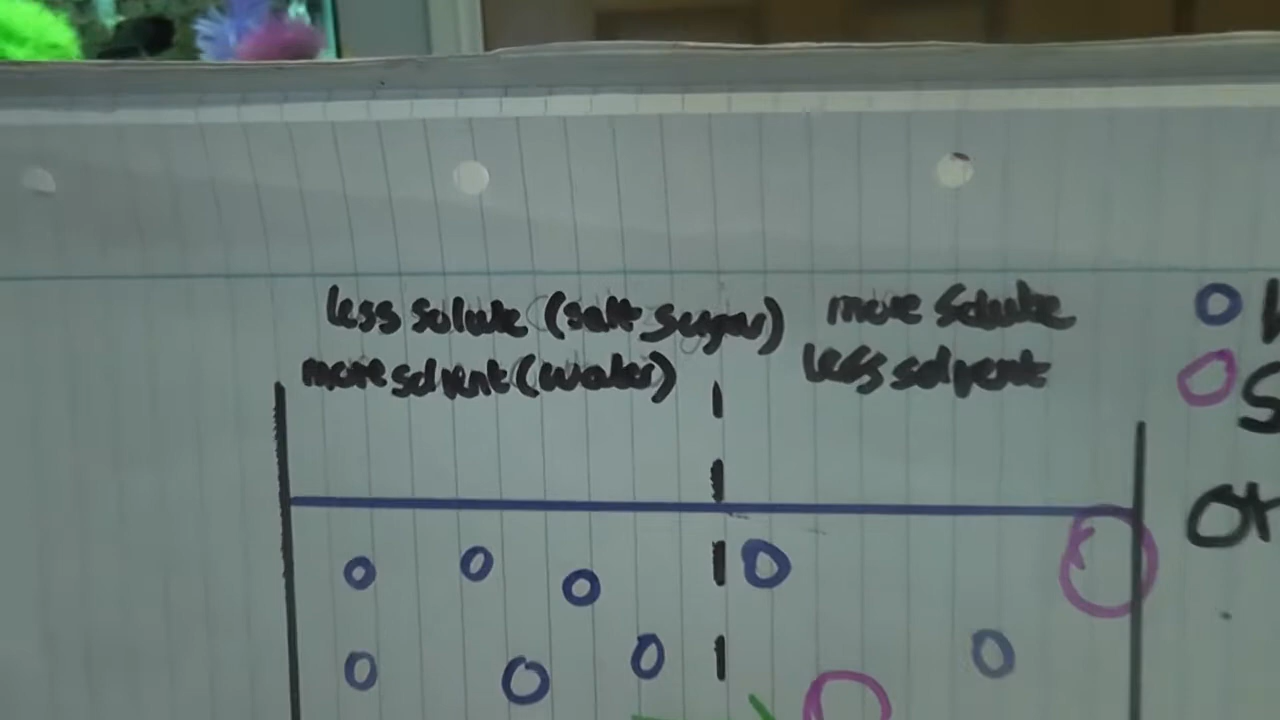 less solute (salt sugar)
more solvent (water)
more solute
less solvent